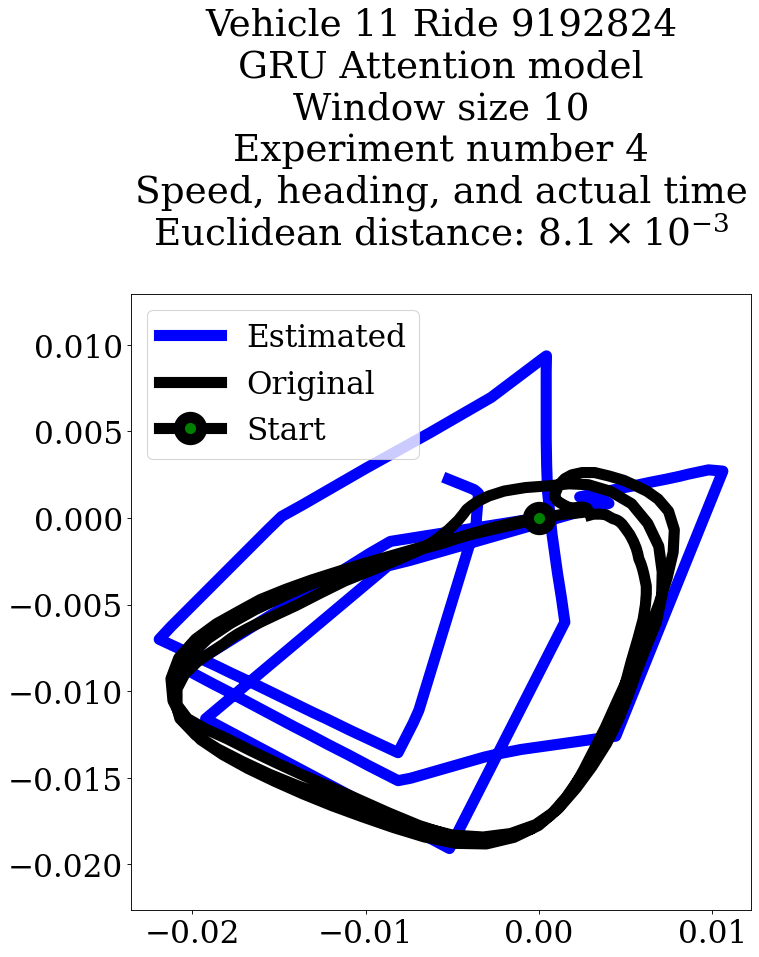 Vehicle 11 Ride 9192824
GRU Attention model
Window size 10
Experiment number 4
Speed, heading, and actual time
Euclidean distance: 8.1 × 10⁻³
Estimated
Original
Start
0.010
0.005
0.000
−0.005
−0.010
−0.015
−0.020
−0.02 −0.01 0.00 0.01